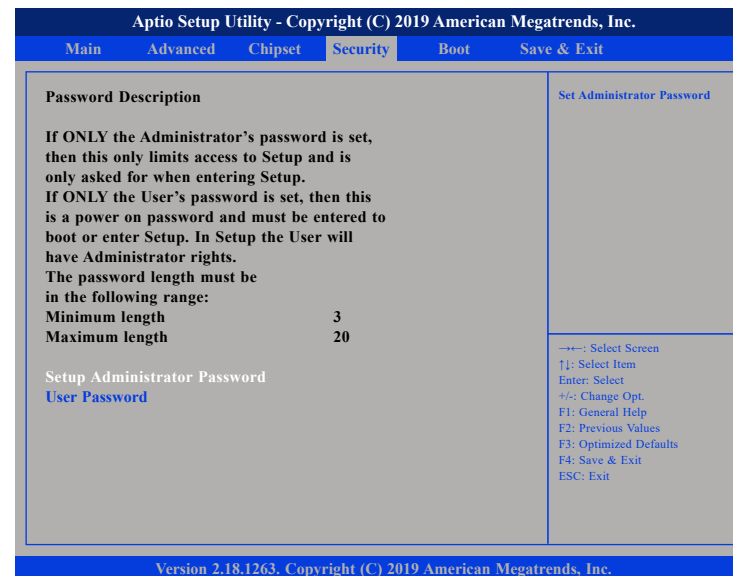 Aptio Setup Utility - Copyright (C) 2019 American Megatrends, Inc.
Main Advanced Chipset Security Boot Save & Exit
Password Description
If ONLY the Administrator’s password is set,
then this only limits access to Setup and is
only asked for when entering Setup.
If ONLY the User’s password is set, then this
is a power on password and must be entered to
boot or enter Setup. In Setup the User will
have Administrator rights.
The password length must be
in the following range:
Minimum length 3
Maximum length 20
Setup Administrator Password
User Password
Set Administrator Password
→←: Select Screen
↑↓: Select Item
Enter: Select
+/-: Change Opt.
F1: General Help
F2: Previous Values
F3: Optimized Defaults
F4: Save & Exit
ESC: Exit
Version 2.18.1263. Copyright (C) 2019 American Megatrends, Inc.